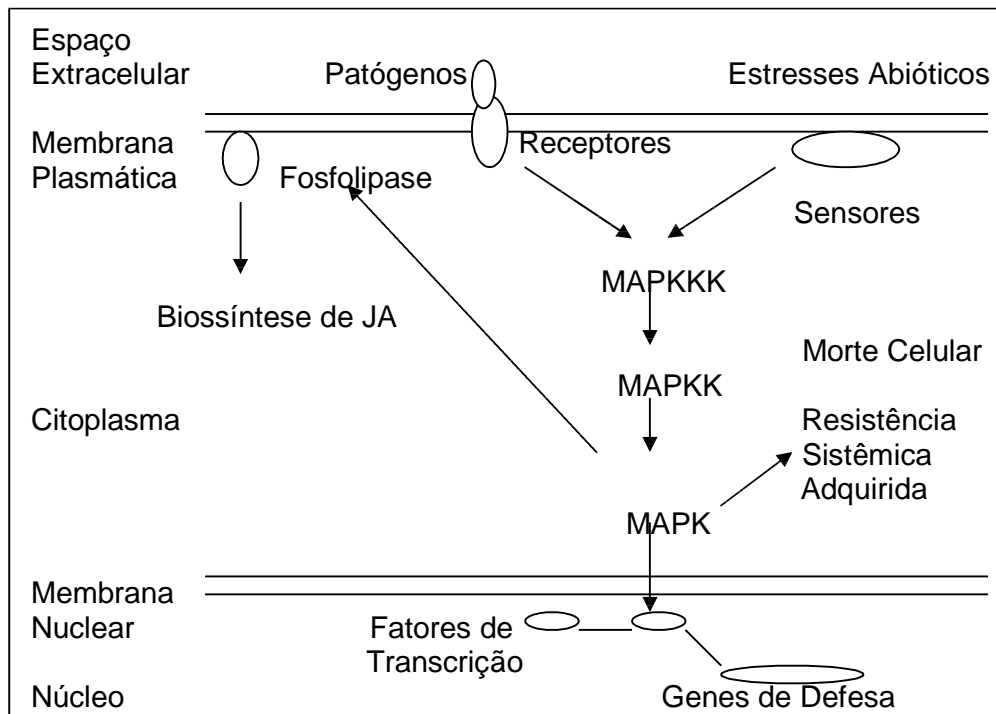 Espaço
Extracelular
Patógenos
Estresses Abióticos
Membrana
Plasmática
Fosfolipase
Receptores
Sensores
MAPKKK
Biossíntese de JA
Morte Celular
MAPKK
Citoplasma
Resistência
Sistêmica
Adquirida
MAPK
Membrana
Nuclear
Fatores de
Transcrição
Núcleo
Genes de Defesa